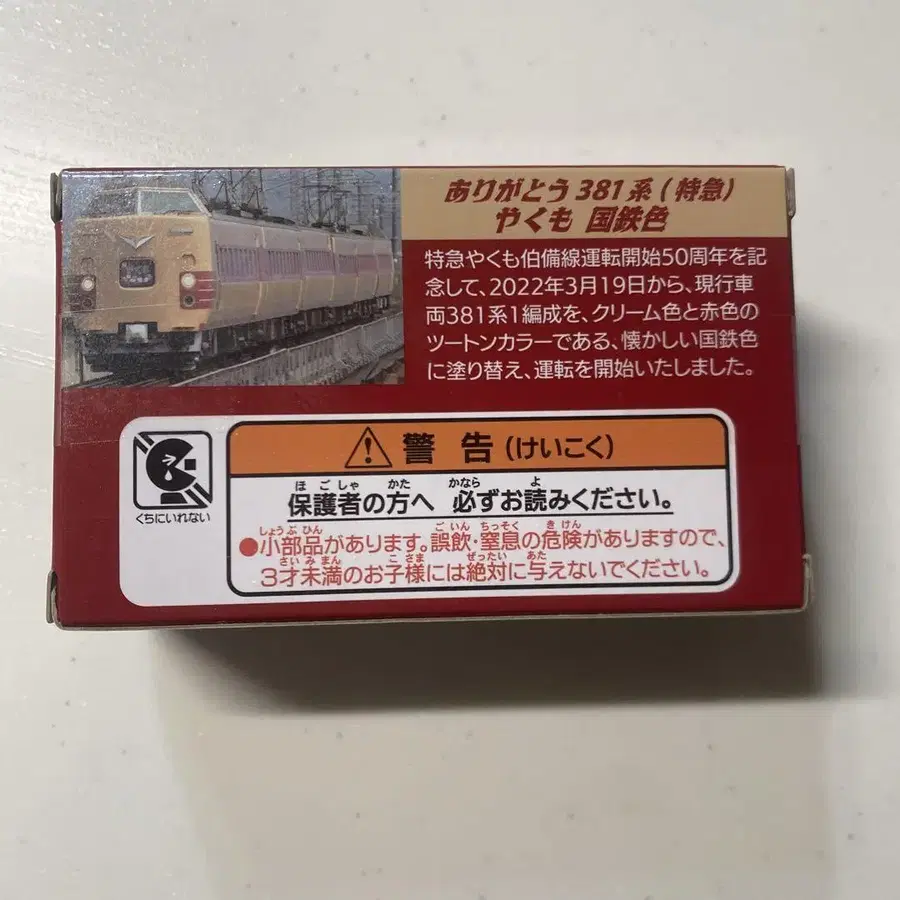 ありがとう381系(特急)
やくも 国鉄色
特急やくも伯備線運転開始50周年を記
念して、2022年3月19日から、現行車
両381系1編成を、クリーム色と赤色の
ツートンカラーである、懐かしい国鉄色
に塗り替え、運転を開始いたしました。
くちにいれない
警告(けいこく)
ほごしゃ かた かなら よ
保護者の方へ 必ずお読みください。
しょうぶひん ごいん ちっそく きけん
●小部品があります。誤飲・窒息の危険がありますので、
さいみまん こさま ぜったい あた
3才未満のお子様には絶対に与えないでください。